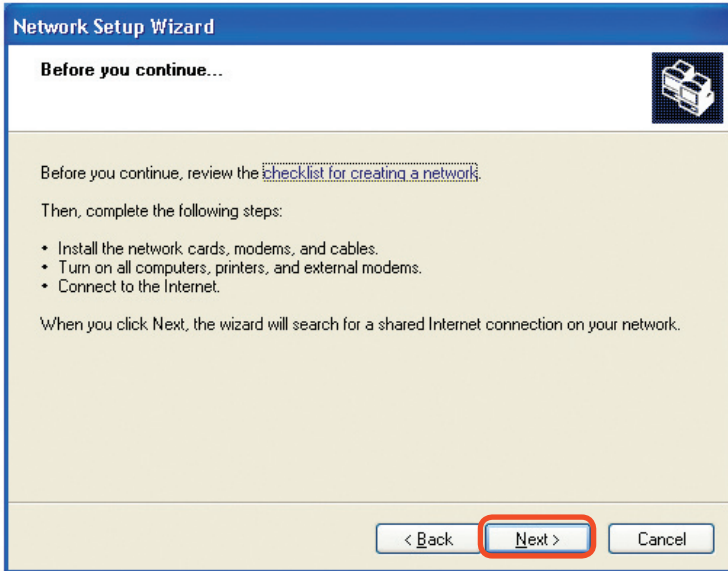 Network Setup Wizard
Before you continue...
Before you continue, review the checklist for creating a network.
Then, complete the following steps:
• Install the network cards, modems, and cables.
• Turn on all computers, printers, and external modems.
• Connect to the Internet.
When you click Next, the wizard will search for a shared Internet connection on your network.
< Back Next > Cancel